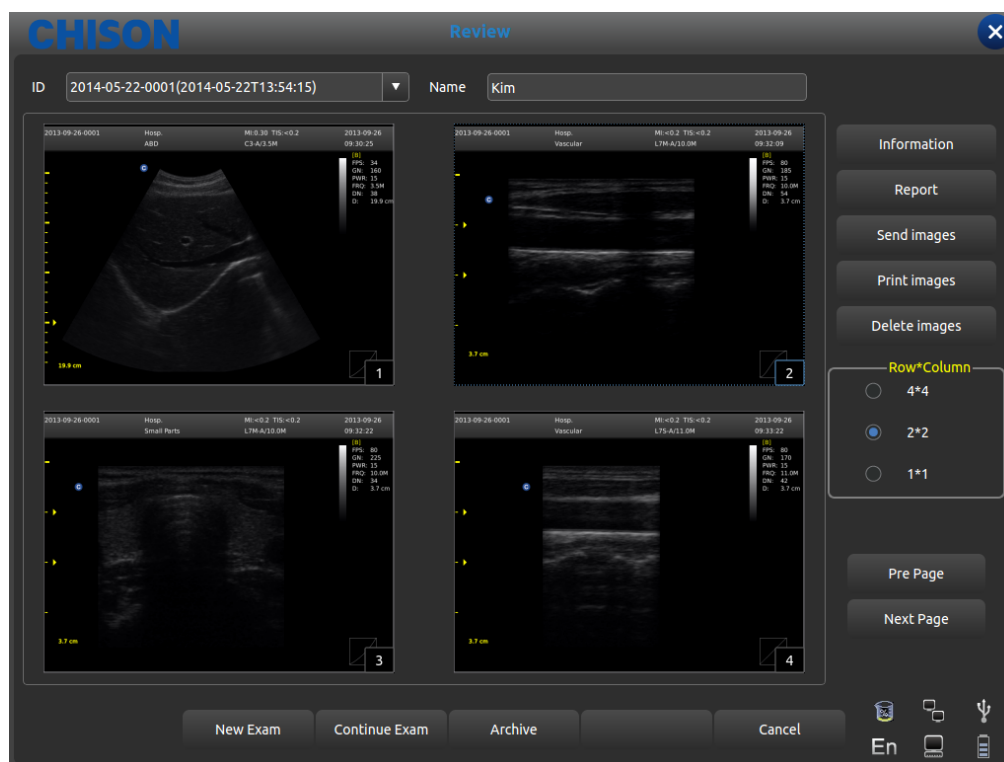 CHISON
Review
ID 2014-05-22-0001(2014-05-22T13:54:15) Name Kim
2013-09-26-0001 Hosp. MI:0.30 TIS:<0.2 2013-09-26
ABD C3-A/3.5M 09:30:25
[B]
FPS: 34
GN: 160
PWR: 15
FRQ: 3.5M
DN: 38
D: 19.9 cm
C
19.9 cm
1
2013-09-26-0001 Hosp. MI:<0.2 TIS:<0.2 2013-09-26
Vascular L7M-A/10.0M 09:32:09
[B]
FPS: 80
GN: 185
PWR: 15
FRQ: 10.0M
DN: 54
D: 3.7 cm
C
3.7 cm
2
2013-09-26-0001 Hosp. MI:<0.2 TIS:<0.2 2013-09-26
Small Parts L7M-A/10.0M 09:32:22
[B]
FPS: 80
GN: 225
PWR: 15
FRQ: 10.0M
DN: 34
D: 3.7 cm
C
3.7 cm
3
2013-09-26-0001 Hosp. MI:<0.2 TIS:<0.2 2013-09-26
Vascular L7S-A/11.0M 09:33:22
[B]
FPS: 80
GN: 170
PWR: 15
FRQ: 11.0M
DN: 42
D: 3.7 cm
C
3.7 cm
4
Information
Report
Send images
Print images
Delete images
Row*Column
4*4
2*2
1*1
Pre Page
Next Page
New Exam Continue Exam Archive Cancel
En